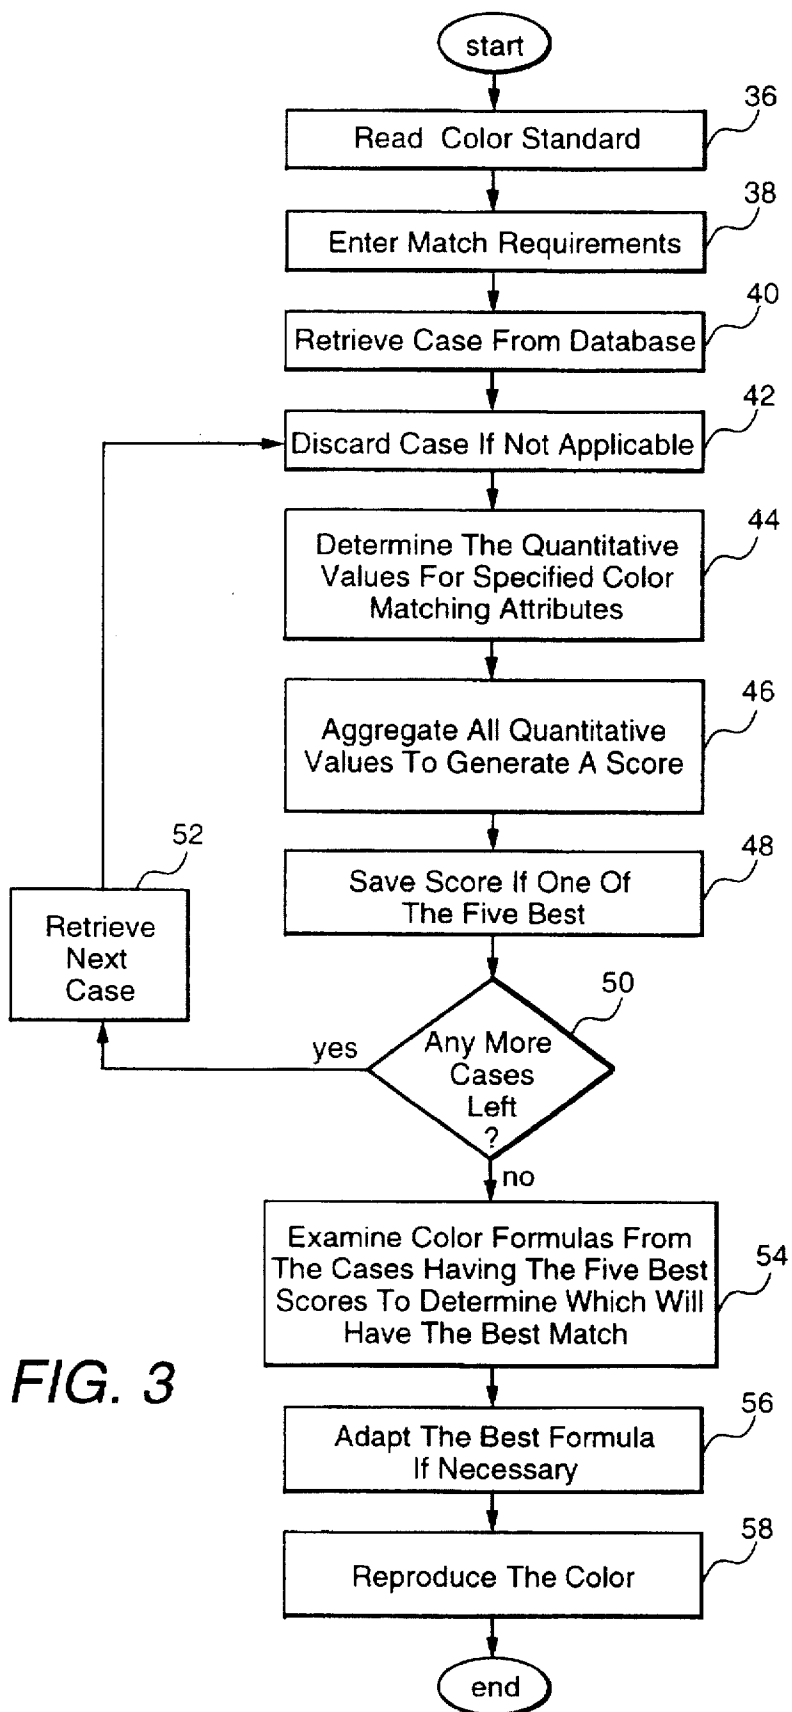 start
36
Read Color Standard
38
Enter Match Requirements
40
Retrieve Case From Database
42
Discard Case If Not Applicable
44
Determine The Quantitative
Values For Specified Color
Matching Attributes
46
Aggregate All Quantitative
Values To Generate A Score
48
Save Score If One Of
The Five Best
52
Retrieve
Next
Case
50
Any More
Cases
Left
?
yes
no
54
Examine Color Formulas From
The Cases Having The Five Best
Scores To Determine Which Will
Have The Best Match
FIG. 3
56
Adapt The Best Formula
If Necessary
58
Reproduce The Color
end